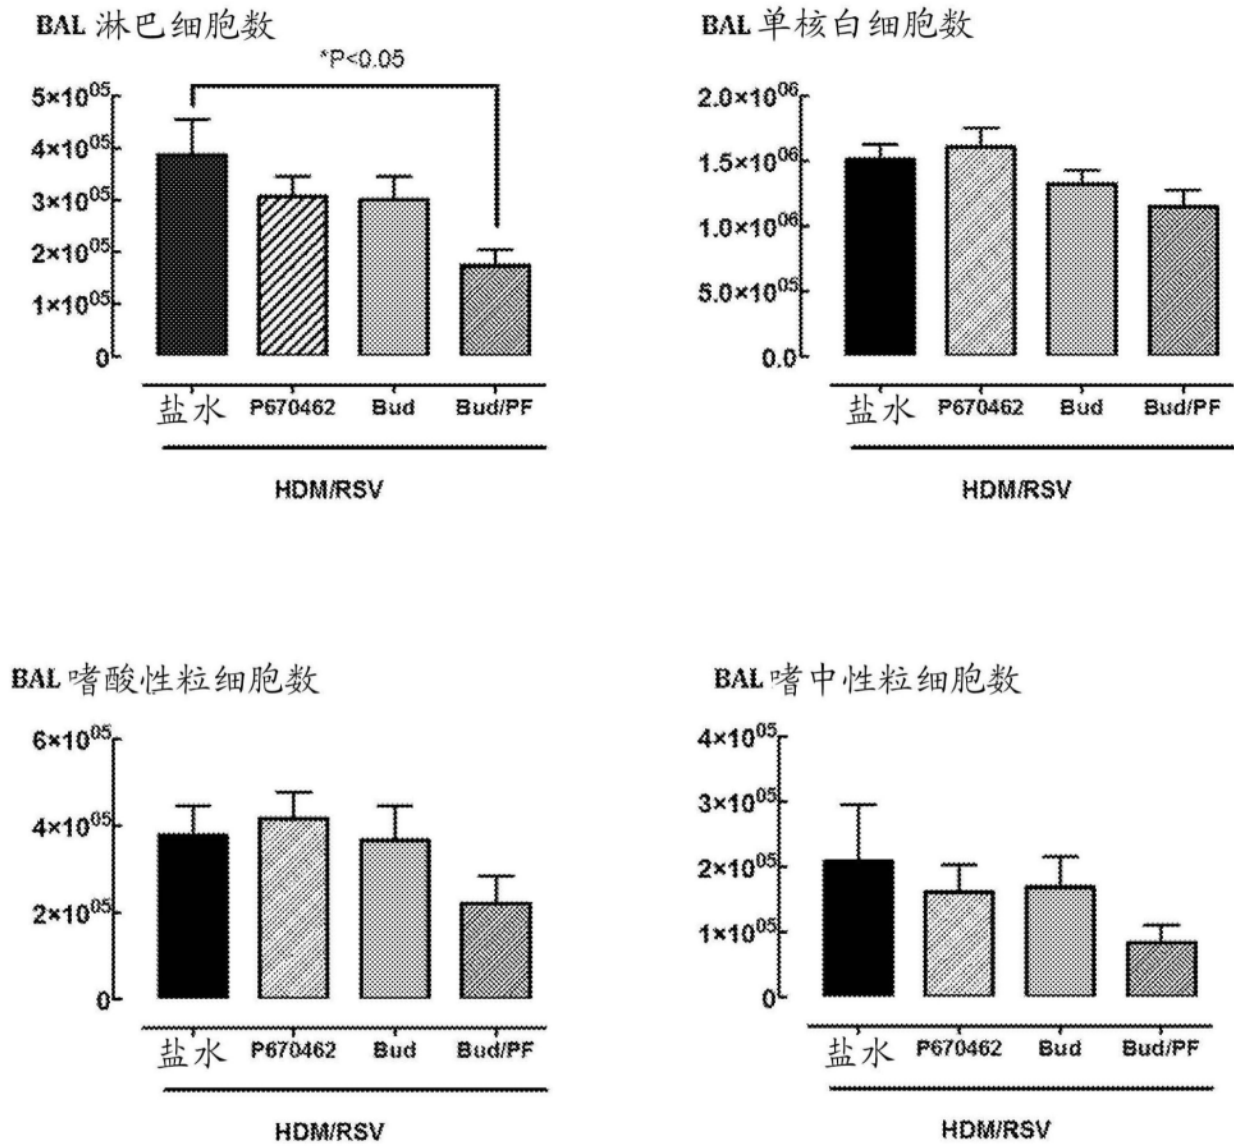 BAL 淋巴细胞数
*P<0.05
5×10⁰⁵
4×10⁰⁵
3×10⁰⁵
2×10⁰⁵
1×10⁰⁵
0
盐水 P670462 Bud Bud/PF
HDM/RSV
BAL 单核白细胞数
2.0×10⁰⁶
1.5×10⁰⁶
1.0×10⁰⁶
5.0×10⁰⁵
0.0
盐水 P670462 Bud Bud/PF
HDM/RSV
BAL 嗜酸性粒细胞数
6×10⁰⁵
4×10⁰⁵
2×10⁰⁵
0
盐水 P670462 Bud Bud/PF
HDM/RSV
BAL 嗜中性粒细胞数
4×10⁰⁵
3×10⁰⁵
2×10⁰⁵
1×10⁰⁵
0
盐水 P670462 Bud Bud/PF
HDM/RSV